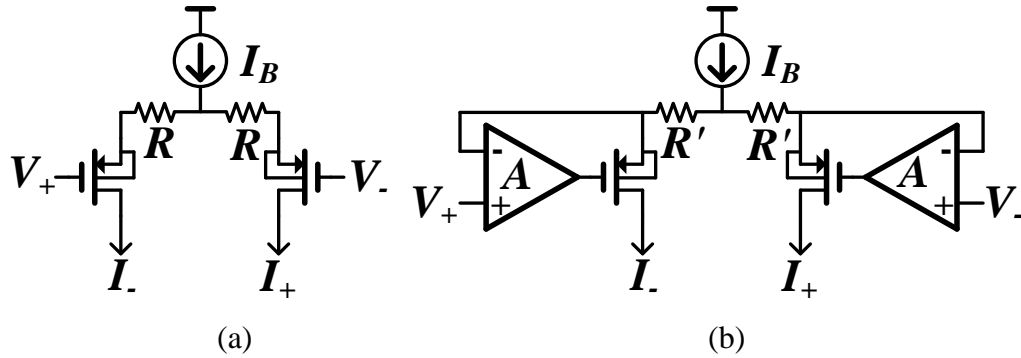 I_B
R R
V_+ V_-
I_- I_+
(a)
I_B
R' R'
- A + - A +
V_+ V_-
I_- I_+
(b)